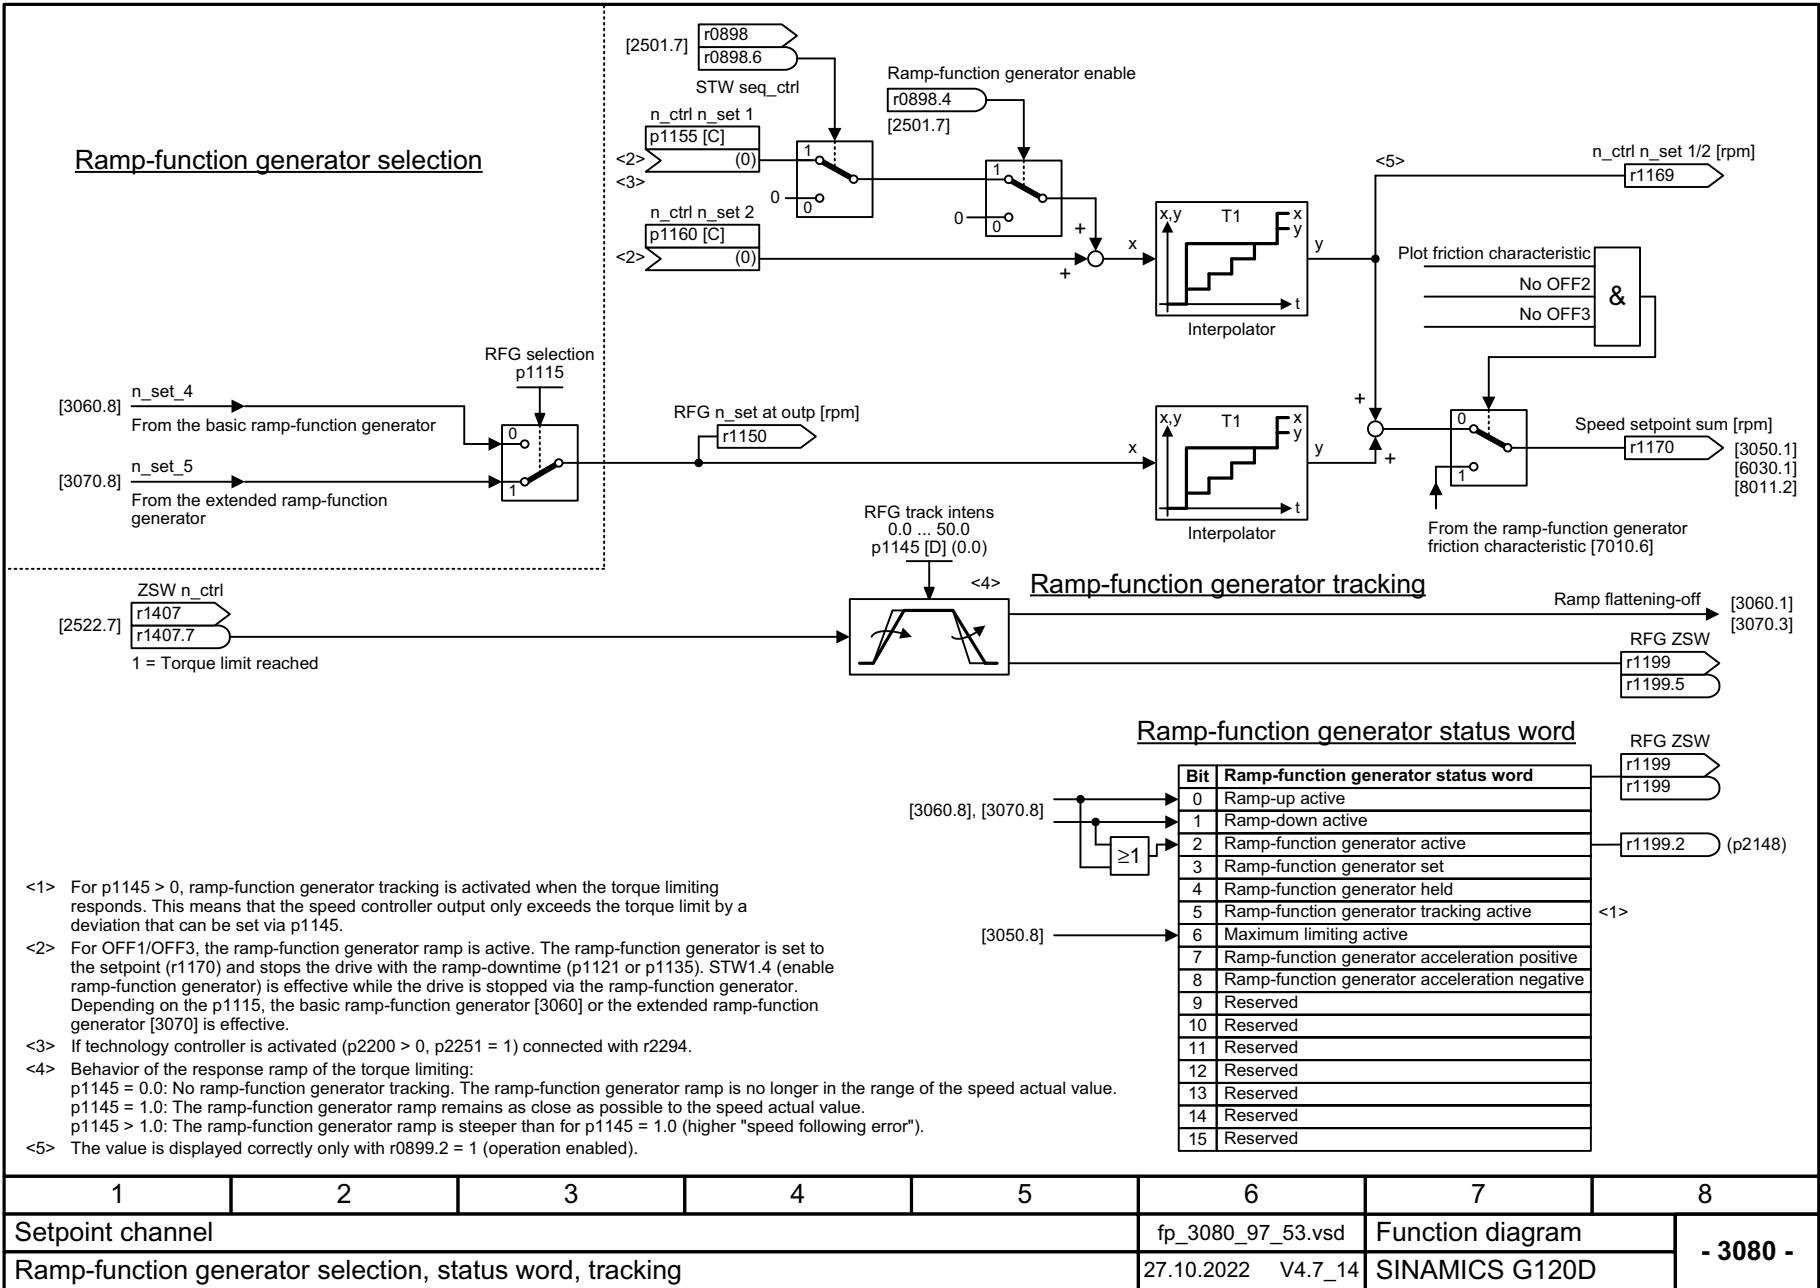 Ramp-function generator selection
[2501.7]
r0898
r0898.6
STW seq_ctrl
Ramp-function generator enable
r0898.4
[2501.7]
n_ctrl n_set 1
p1155 [C]
<2>
(0)
<3>
1
0
0
1
0
0
n_ctrl n_set 2
p1160 [C]
<2>
(0)
+
+
x
x,y
T1
x
y
t
Interpolator
y
<5>
n_ctrl n_set 1/2 [rpm]
r1169
Plot friction characteristic
No OFF2
No OFF3
&
RFG selection
p1115
[3060.8]
n_set_4
From the basic ramp-function generator
[3070.8]
n_set_5
From the extended ramp-function
generator
0
1
RFG n_set at outp [rpm]
r1150
x
x,y
T1
x
y
t
Interpolator
y
+
+
0
1
Speed setpoint sum [rpm]
r1170
[3050.1]
[6030.1]
[8011.2]
From the ramp-function generator
friction characteristic [7010.6]
RFG track intens
0.0 ... 50.0
p1145 [D] (0.0)
<4>
Ramp-function generator tracking
ZSW n_ctrl
[2522.7]
r1407
r1407.7
1 = Torque limit reached
Ramp flattening-off
[3060.1]
[3070.3]
RFG ZSW
r1199
r1199.5
Ramp-function generator status word
RFG ZSW
r1199
r1199
Bit Ramp-function generator status word
[3060.8], [3070.8]
0 Ramp-up active
1 Ramp-down active
≥1
2 Ramp-function generator active
r1199.2 (p2148)
3 Ramp-function generator set
4 Ramp-function generator held
5 Ramp-function generator tracking active <1>
[3050.8]
6 Maximum limiting active
7 Ramp-function generator acceleration positive
8 Ramp-function generator acceleration negative
9 Reserved
10 Reserved
11 Reserved
12 Reserved
13 Reserved
14 Reserved
15 Reserved
<1> For p1145 > 0, ramp-function generator tracking is activated when the torque limiting
responds. This means that the speed controller output only exceeds the torque limit by a
deviation that can be set via p1145.
<2> For OFF1/OFF3, the ramp-function generator ramp is active. The ramp-function generator is set to
the setpoint (r1170) and stops the drive with the ramp-downtime (p1121 or p1135). STW1.4 (enable
ramp-function generator) is effective while the drive is stopped via the ramp-function generator.
Depending on the p1115, the basic ramp-function generator [3060] or the extended ramp-function
generator [3070] is effective.
<3> If technology controller is activated (p2200 > 0, p2251 = 1) connected with r2294.
<4> Behavior of the response ramp of the torque limiting:
p1145 = 0.0: No ramp-function generator tracking. The ramp-function generator ramp is no longer in the range of the speed actual value.
p1145 = 1.0: The ramp-function generator ramp remains as close as possible to the speed actual value.
p1145 > 1.0: The ramp-function generator ramp is steeper than for p1145 = 1.0 (higher "speed following error").
<5> The value is displayed correctly only with r0899.2 = 1 (operation enabled).
1 2 3 4 5 6 7 8
Setpoint channel
fp_3080_97_53.vsd
Function diagram
- 3080 -
Ramp-function generator selection, status word, tracking
27.10.2022 V4.7_14
SINAMICS G120D